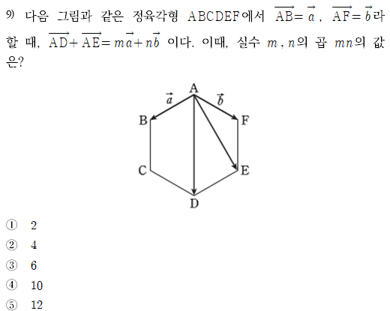 9) 다음 그림과 같은 정육각형 ABCDEF에서 $\overrightarrow{AB}=\vec{a}$, $\overrightarrow{AF}=\vec{b}$라
할 때, $\overrightarrow{AD}+\overrightarrow{AE}=m\vec{a}+n\vec{b}$ 이다. 이때, 실수 m, n의 곱 mn의 값
은?
A
$\vec{a}$ $\vec{b}$
B F
C E
D
① 2
② 4
③ 6
④ 10
⑤ 12